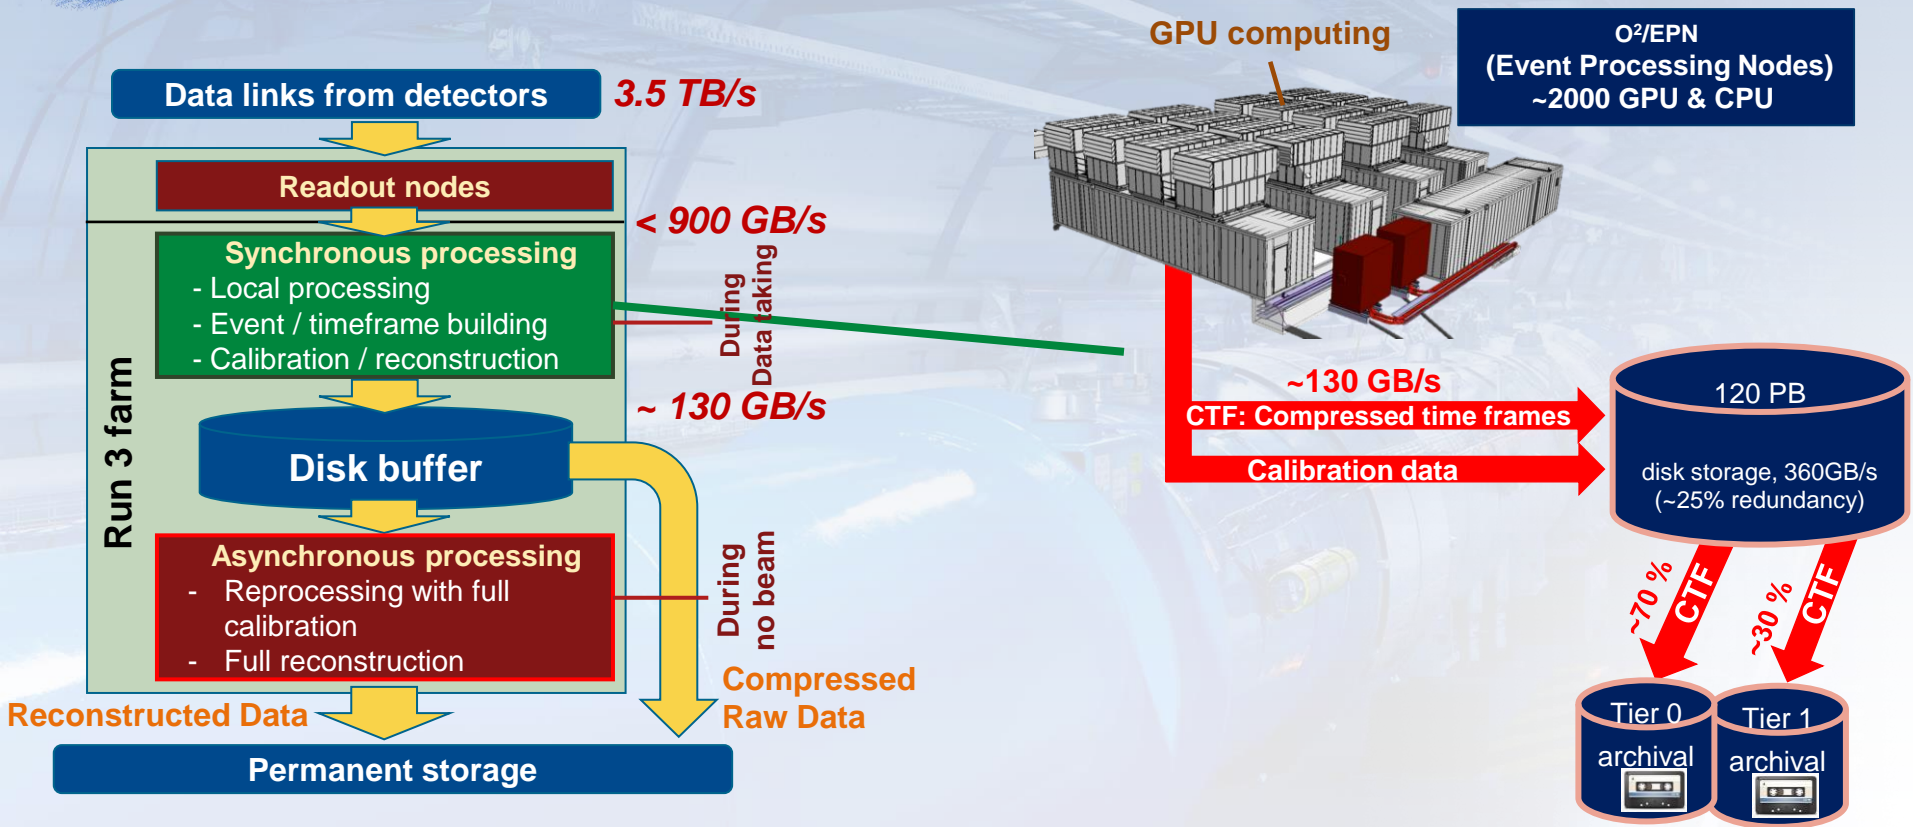 Data links from detectors
3.5 TB/s
Readout nodes
< 900 GB/s
Synchronous processing
- Local processing
- Event / timeframe building
- Calibration / reconstruction
During
Data taking
~ 130 GB/s
Run 3 farm
Disk buffer
Asynchronous processing
- Reprocessing with full
calibration
- Full reconstruction
During
no beam
Compressed
Raw Data
Reconstructed Data
Permanent storage
GPU computing
O²/EPN
(Event Processing Nodes)
~2000 GPU & CPU
~130 GB/s
CTF: Compressed time frames
Calibration data
120 PB
disk storage, 360GB/s
(~25% redundancy)
~70 %
CTF
~30 %
CTF
Tier 0
archival
Tier 1
archival